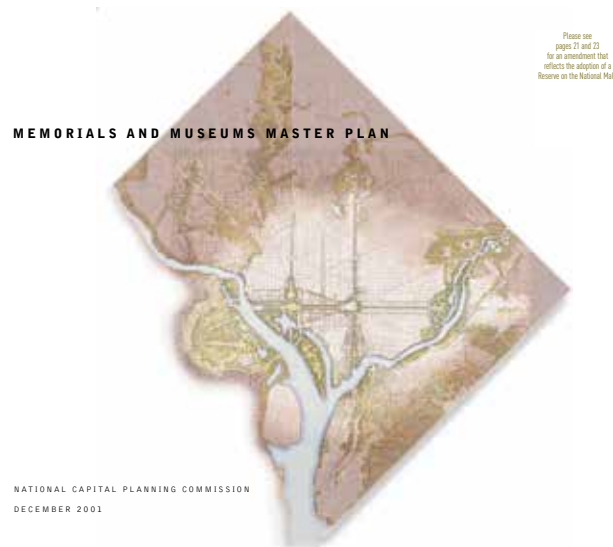 Please see
pages 21 and 23
for an amendment that
reflects the adoption of a
Reserve on the National Mal
MEMORIALS AND MUSEUMS MASTER PLAN
NATIONAL CAPITAL PLANNING COMMISSION
DECEMBER 2001